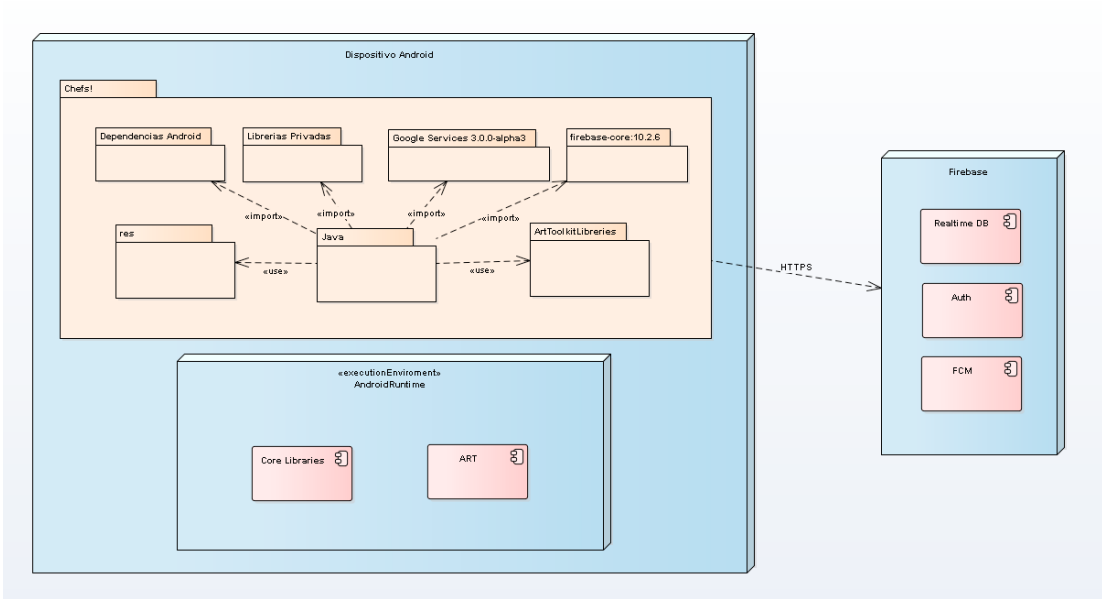 Dispositivo Android
Chefs!
Dependencias Android
Librerias Privadas
Google Services 3.0.0-alpha3
firebase-core:10.2.6
«import»
«import»
«import»
«import»
res
Java
ArtToolkitLibreries
«use»
«use»
HTTPS
«executionEnviroment»
AndroidRuntime
Core Libraries
ART
Firebase
Realtime DB
Auth
FCM